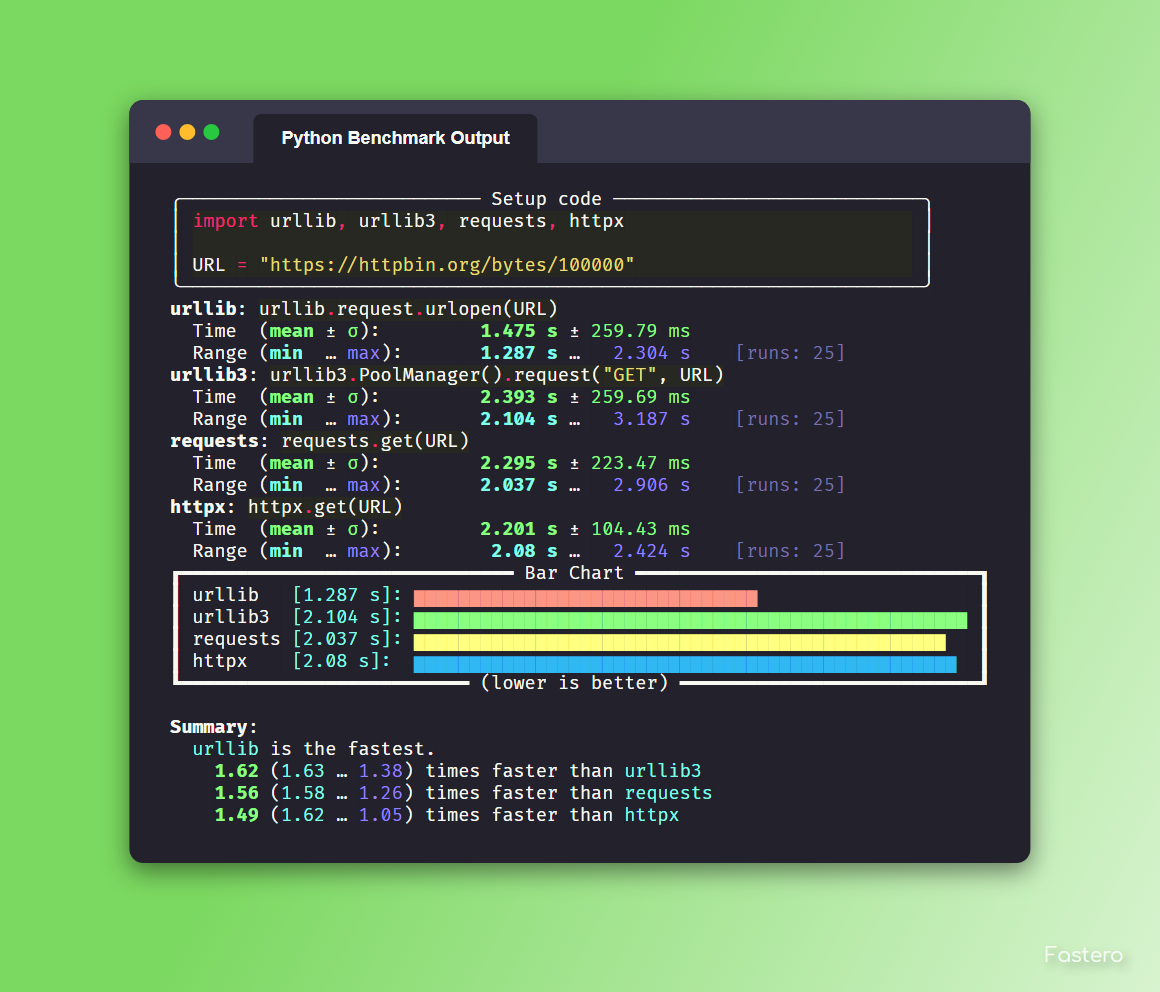 Python Benchmark Output
Setup code
import urllib, urllib3, requests, httpx
URL = "https://httpbin.org/bytes/100000"
urllib: urllib.request.urlopen(URL)
Time (mean ± σ): 1.475 s ± 259.79 ms
Range (min … max): 1.287 s … 2.304 s [runs: 25]
urllib3: urllib3.PoolManager().request("GET", URL)
Time (mean ± σ): 2.393 s ± 259.69 ms
Range (min … max): 2.104 s … 3.187 s [runs: 25]
requests: requests.get(URL)
Time (mean ± σ): 2.295 s ± 223.47 ms
Range (min … max): 2.037 s … 2.906 s [runs: 25]
httpx: httpx.get(URL)
Time (mean ± σ): 2.201 s ± 104.43 ms
Range (min … max): 2.08 s … 2.424 s [runs: 25]
Bar Chart
urllib [1.287 s]:
urllib3 [2.104 s]:
requests [2.037 s]:
httpx [2.08 s]:
(lower is better)
Summary:
urllib is the fastest.
1.62 (1.63 … 1.38) times faster than urllib3
1.56 (1.58 … 1.26) times faster than requests
1.49 (1.62 … 1.05) times faster than httpx
Fastero